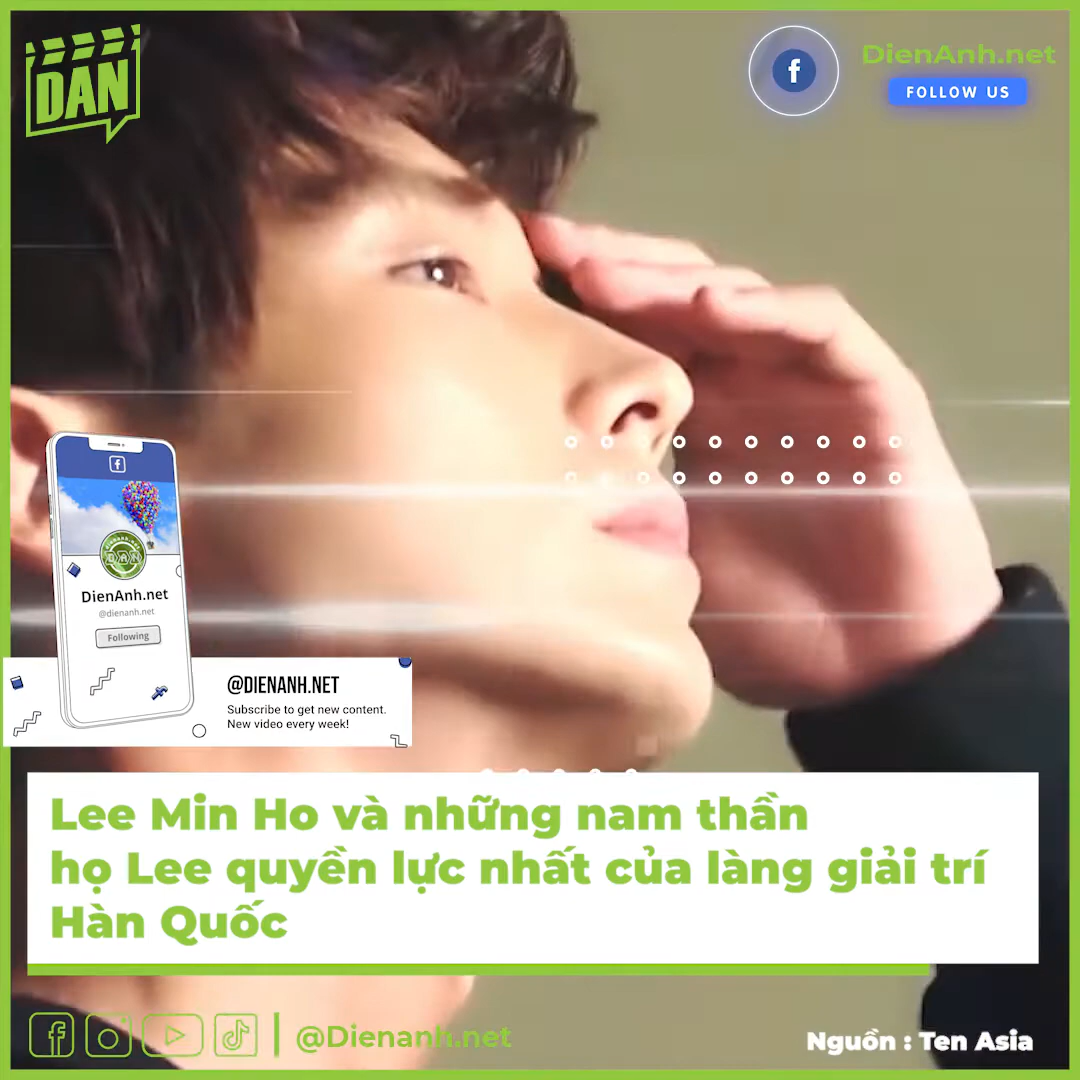 DAN
DienAnh.net
FOLLOW US
DienAnh.net
@dienanh.net
Following
@DIENANH.NET
Subscribe to get new content.
New video every week!
Lee Min Ho và những nam thần
họ Lee quyền lực nhất của làng giải trí
Hàn Quốc
@Dienanh.net
Nguồn : Ten Asia